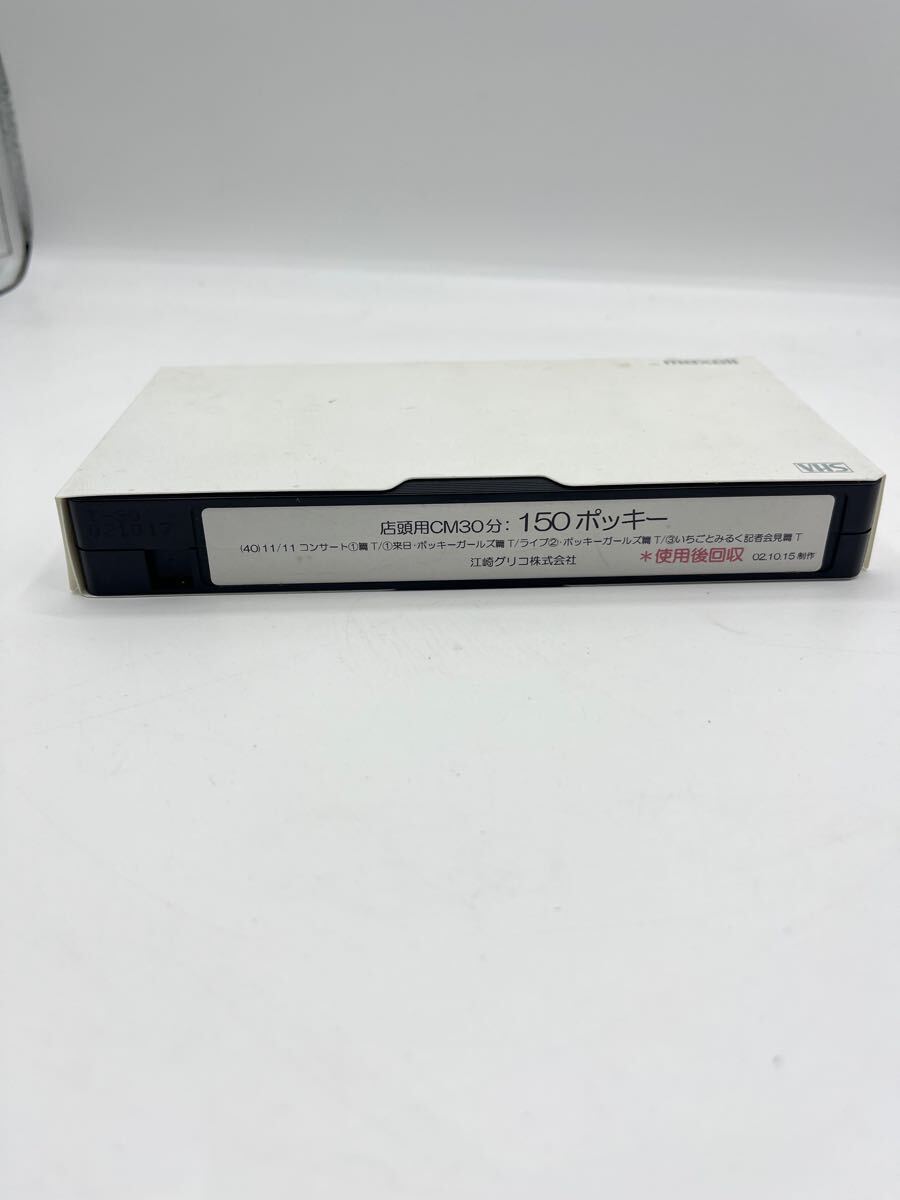 maxell
VHS
T-30
021017
店頭用CM30分: 150 ポッキー
(40)11/11 コンサート①篇 T/①来日・ポッキーガールズ篇 T/ライブ②・ポッキーガールズ篇 T/③いちごとみるく記者会見篇 T
江崎グリコ株式会社 *使用後回収 02.10.15 制作